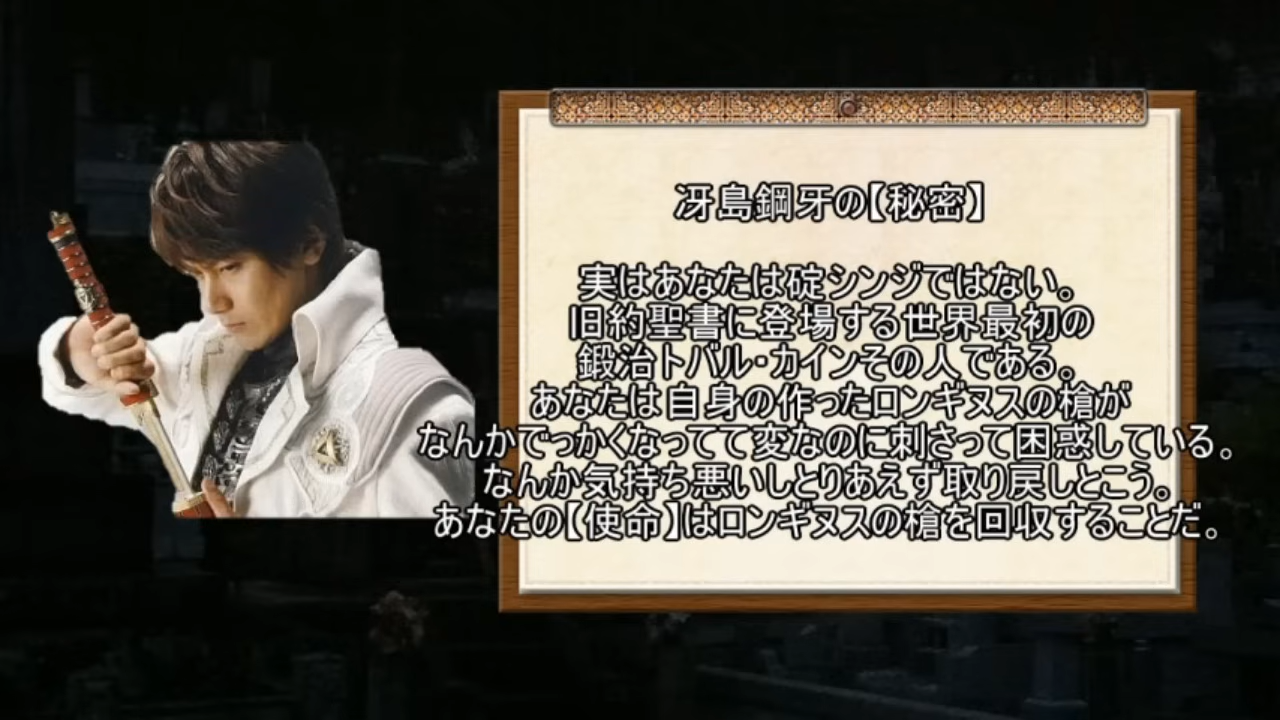 冴島鋼牙の【秘密】
実はあなたは碇シンジではない。
旧約聖書に登場する世界最初の
鍛治トバル・カインその人である。
あなたは自身の作ったロンギヌスの槍が
なんかでっかくなってて変なのに刺さって困惑している。
なんか気持ち悪いしとりあえず取り戻しとこう。
あなたの【使命】はロンギヌスの槍を回収することだ。